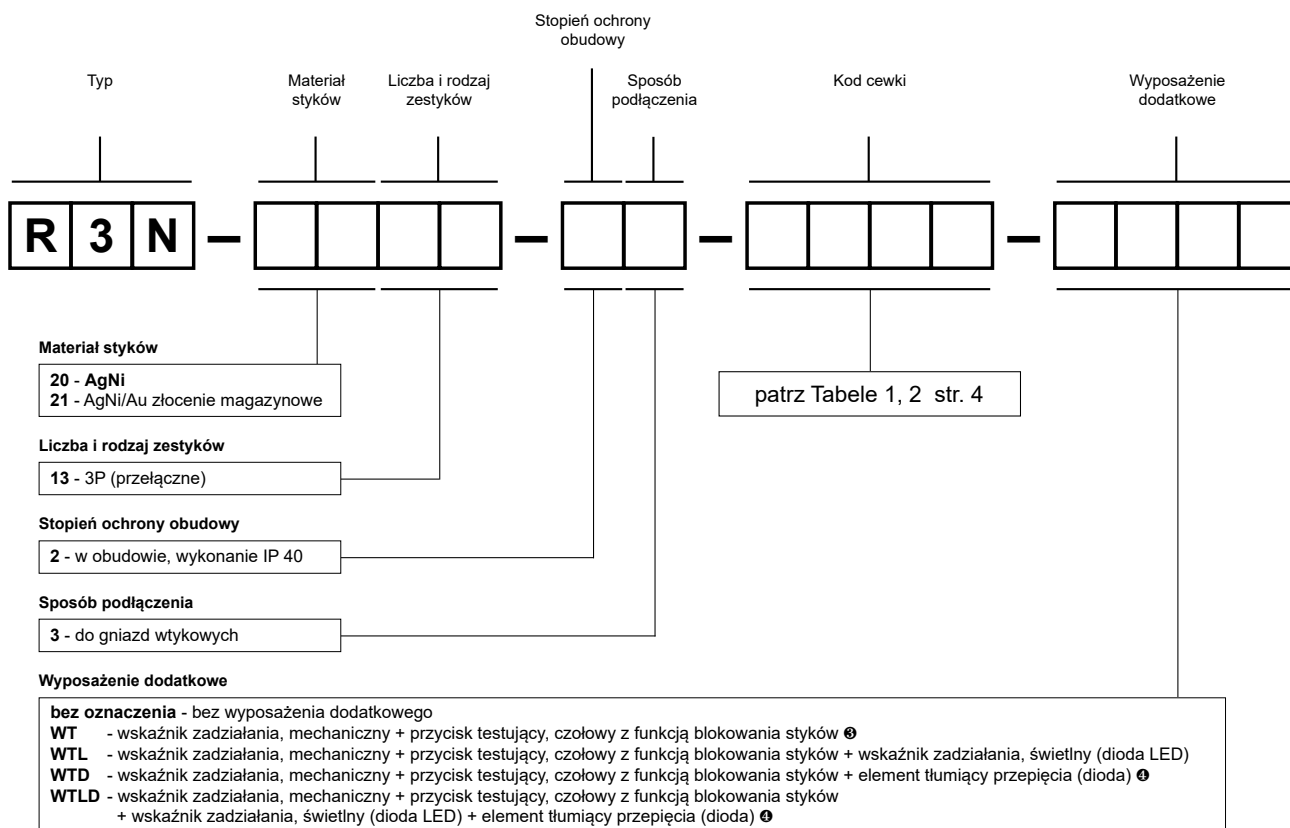 Stopień ochrony
obudowy
Typ
Materiał
styków
Liczba i rodzaj
zestyków
Sposób
podłączenia
Kod cewki
Wyposażenie
dodatkowe
R 3 N – – – –
Materiał styków
20 - AgNi
21 - AgNi/Au złocenie magazynowe
patrz Tabele 1, 2 str. 4
Liczba i rodzaj zestyków
13 - 3P (przełączne)
Stopień ochrony obudowy
2 - w obudowie, wykonanie IP 40
Sposób podłączenia
3 - do gniazd wtykowych
Wyposażenie dodatkowe
bez oznaczenia - bez wyposażenia dodatkowego
WT - wskaźnik zadziałania, mechaniczny + przycisk testujący, czołowy z funkcją blokowania styków ❸
WTL - wskaźnik zadziałania, mechaniczny + przycisk testujący, czołowy z funkcją blokowania styków + wskaźnik zadziałania, świetlny (dioda LED)
WTD - wskaźnik zadziałania, mechaniczny + przycisk testujący, czołowy z funkcją blokowania styków + element tłumiący przepięcia (dioda) ❹
WTLD - wskaźnik zadziałania, mechaniczny + przycisk testujący, czołowy z funkcją blokowania styków
+ wskaźnik zadziałania, świetlny (dioda LED) + element tłumiący przepięcia (dioda) ❹